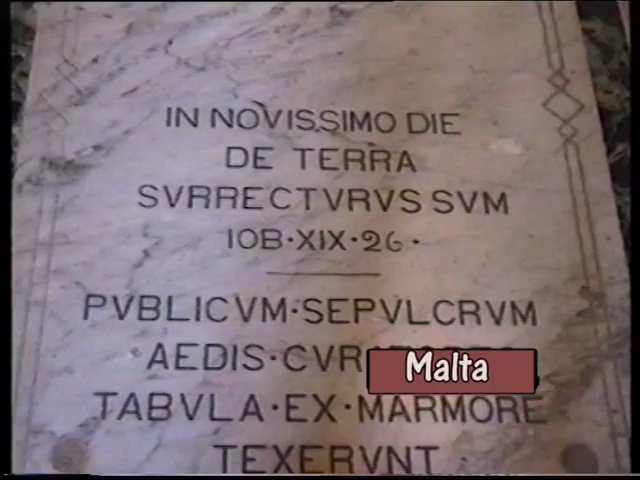 IN NOVISSIMO DIE
DE TERRA
SVRRECTVRVS SVM
IOB·XIX·26·
PVBLICVM·SEPVLCRVM
AEDIS·
Malta
TABVLA·EX·MARMORE
TEXERVNT